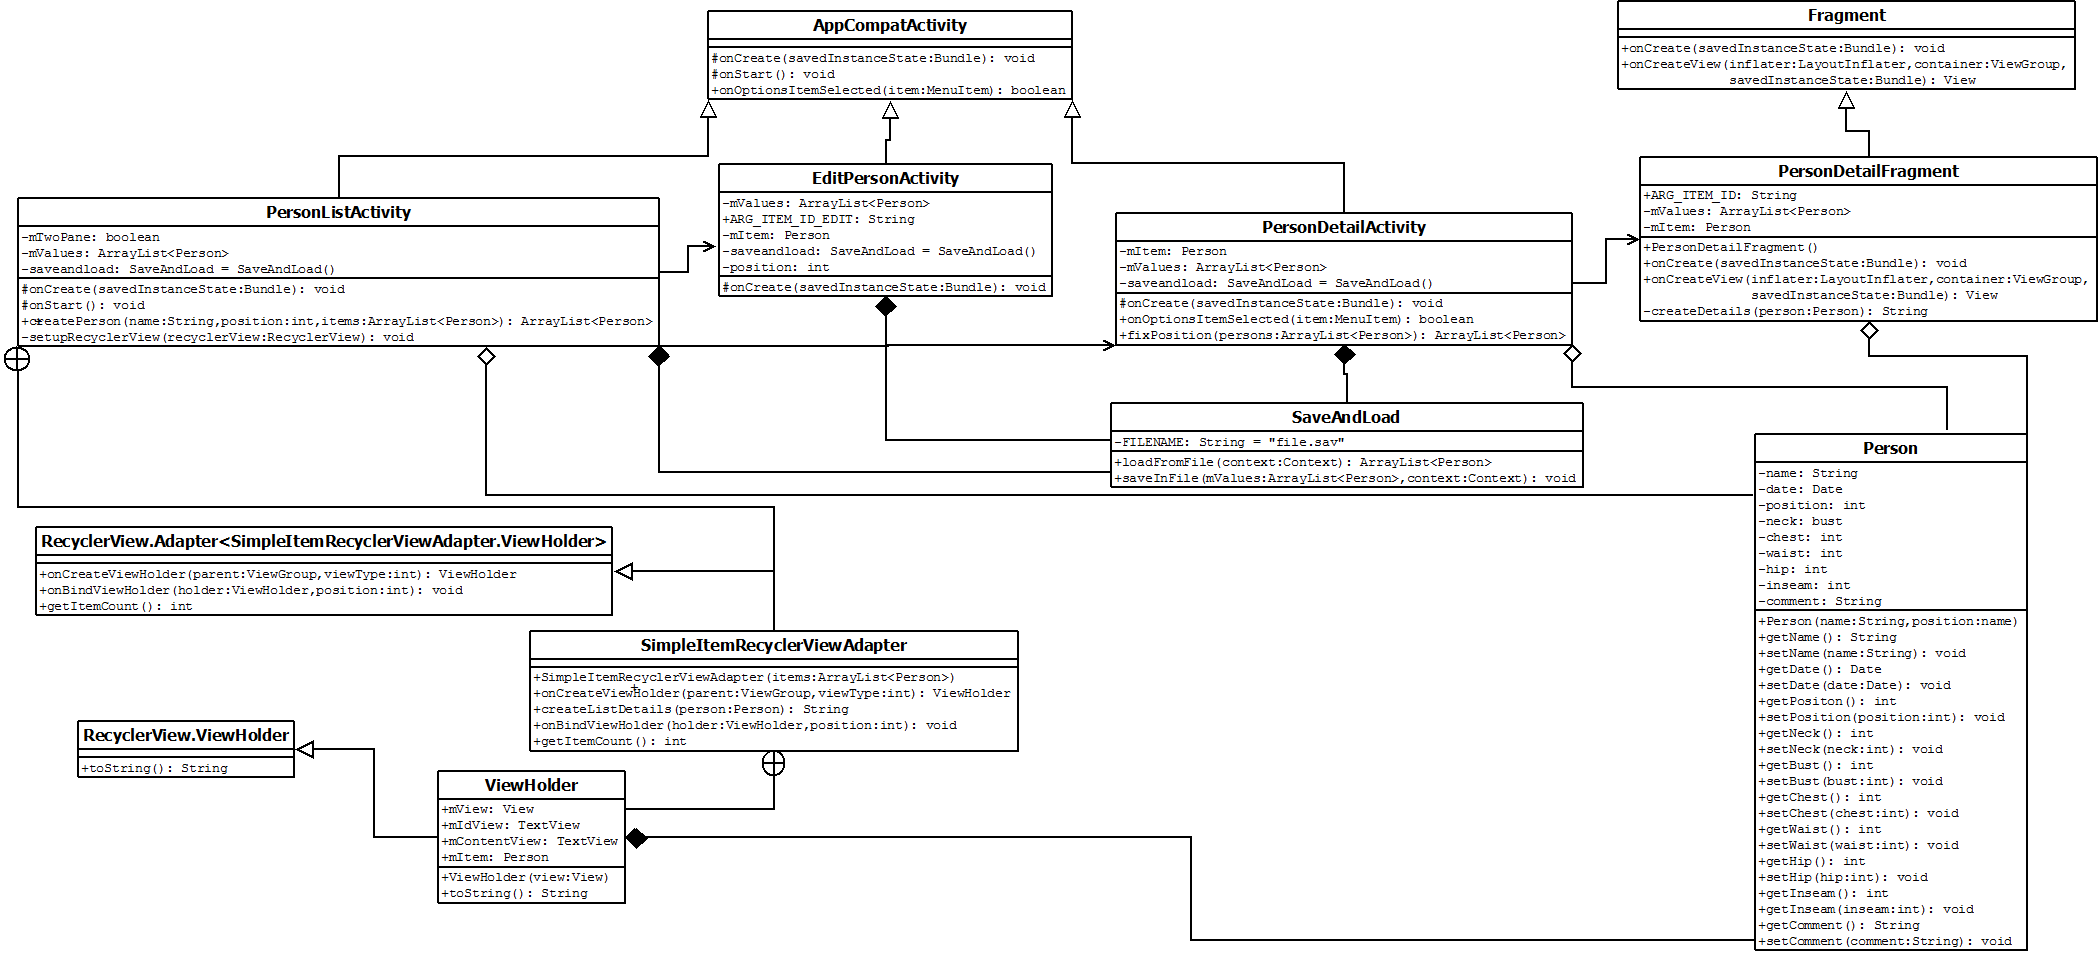 AppCompatActivity
#onCreate(savedInstanceState:Bundle): void
#onStart(): void
+onOptionsItemSelected(item:MenuItem): boolean
Fragment
+onCreate(savedInstanceState:Bundle): void
+onCreateView(inflater:LayoutInflater,container:ViewGroup,
savedInstanceState:Bundle): View
PersonListActivity
-mTwoPane: boolean
-mValues: ArrayList<Person>
-saveandload: SaveAndLoad = SaveAndLoad()
#onCreate(savedInstanceState:Bundle): void
#onStart(): void
+createPerson(name:String,position:int,items:ArrayList<Person>): ArrayList<Person>
-setupRecyclerView(recyclerView:RecyclerView): void
EditPersonActivity
-mValues: ArrayList<Person>
+ARG_ITEM_ID_EDIT: String
-mItem: Person
-saveandload: SaveAndLoad = SaveAndLoad()
-position: int
#onCreate(savedInstanceState:Bundle): void
PersonDetailActivity
-mItem: Person
-mValues: ArrayList<Person>
-saveandload: SaveAndLoad = SaveAndLoad()
#onCreate(savedInstanceState:Bundle): void
+onOptionsItemSelected(item:MenuItem): boolean
+fixPosition(persons:ArrayList<Person>): ArrayList<Person>
PersonDetailFragment
+ARG_ITEM_ID: String
-mValues: ArrayList<Person>
-mItem: Person
+PersonDetailFragment()
+onCreate(savedInstanceState:Bundle): void
+onCreateView(inflater:LayoutInflater,container:ViewGroup,
savedInstanceState:Bundle): View
-createDetails(person:Person): String
SaveAndLoad
-FILENAME: String = "file.sav"
+loadFromFile(context:Context): ArrayList<Person>
+saveInFile(mValues:ArrayList<Person>,context:Context): void
Person
-name: String
-date: Date
-position: int
-neck: bust
-chest: int
-waist: int
-hip: int
-inseam: int
-comment: String
+Person(name:String,position:name)
+getName(): String
+setName(name:String): void
+getDate(): Date
+setDate(date:Date): void
+getPositon(): int
+setPosition(position:int): void
+getNeck(): int
+setNeck(neck:int): void
+getBust(): int
+setBust(bust:int): void
+getChest(): int
+setChest(chest:int): void
+getWaist(): int
+setWaist(waist:int): void
+getHip(): int
+setHip(hip:int): void
+getInseam(): int
+getInseam(inseam:int): void
+getComment(): String
+setComment(comment:String): void
RecyclerView.Adapter<SimpleItemRecyclerViewAdapter.ViewHolder>
+onCreateViewHolder(parent:ViewGroup,viewType:int): ViewHolder
+onBindViewHolder(holder:ViewHolder,position:int): void
+getItemCount(): int
SimpleItemRecyclerViewAdapter
+SimpleItemRecyclerViewAdapter(items:ArrayList<Person>)
+onCreateViewHolder(parent:ViewGroup,viewType:int): ViewHolder
+createListDetails(person:Person): String
+onBindViewHolder(holder:ViewHolder,position:int): void
+getItemCount(): int
RecyclerView.ViewHolder
+toString(): String
ViewHolder
+mView: View
+mIdView: TextView
+mContentView: TextView
+mItem: Person
+ViewHolder(view:View)
+toString(): String